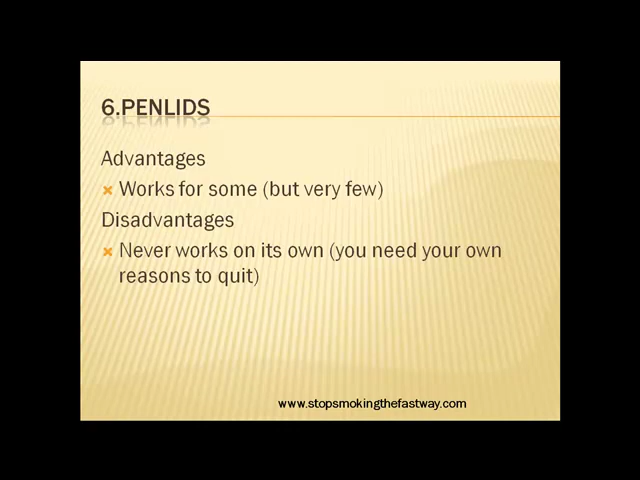 6.PENLIDS
Advantages
Works for some (but very few)
Disadvantages
Never works on its own (you need your own
reasons to quit)
www.stopsmokingthefastway.com